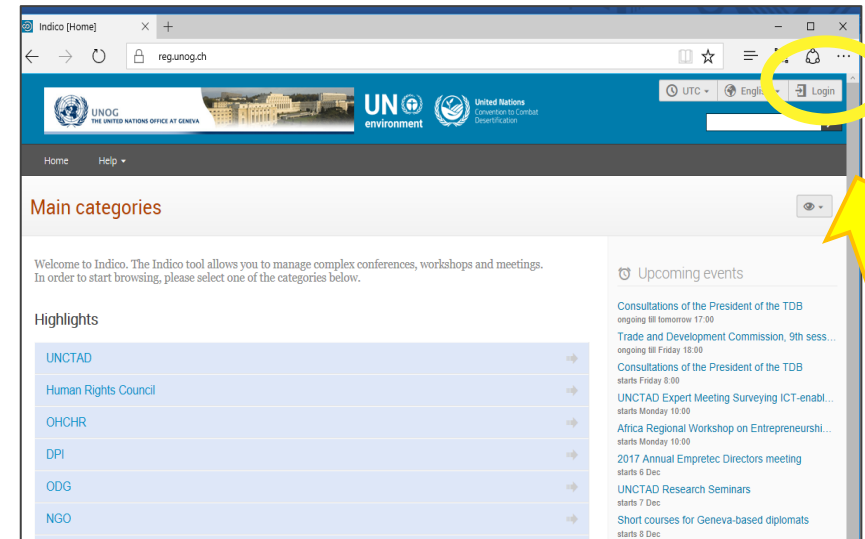 Indico [Home]
reg.unog.ch
UTC
Login
UNOG
THE UNITED NATIONS OFFICE AT GENEVA
UN
environment
United Nations
Convention to Combat
Desertification
Home Help
Main categories
Welcome to Indico. The Indico tool allows you to manage complex conferences, workshops and meetings.
In order to start browsing, please select one of the categories below.
Highlights
UNCTAD
Human Rights Council
OHCHR
DPI
ODG
NGO
Upcoming events
Consultations of the President of the TDB
ongoing till tomorrow 17:00
Trade and Development Commission, 9th sess...
ongoing till Friday 18:00
Consultations of the President of the TDB
starts Friday 8:00
UNCTAD Expert Meeting Surveying ICT-enabl...
starts Monday 10:00
Africa Regional Workshop on Entrepreneurshi...
starts Monday 10:00
2017 Annual Empretec Directors meeting
starts 6 Dec
UNCTAD Research Seminars
starts 7 Dec
Short courses for Geneva-based diplomats
starts 8 Dec